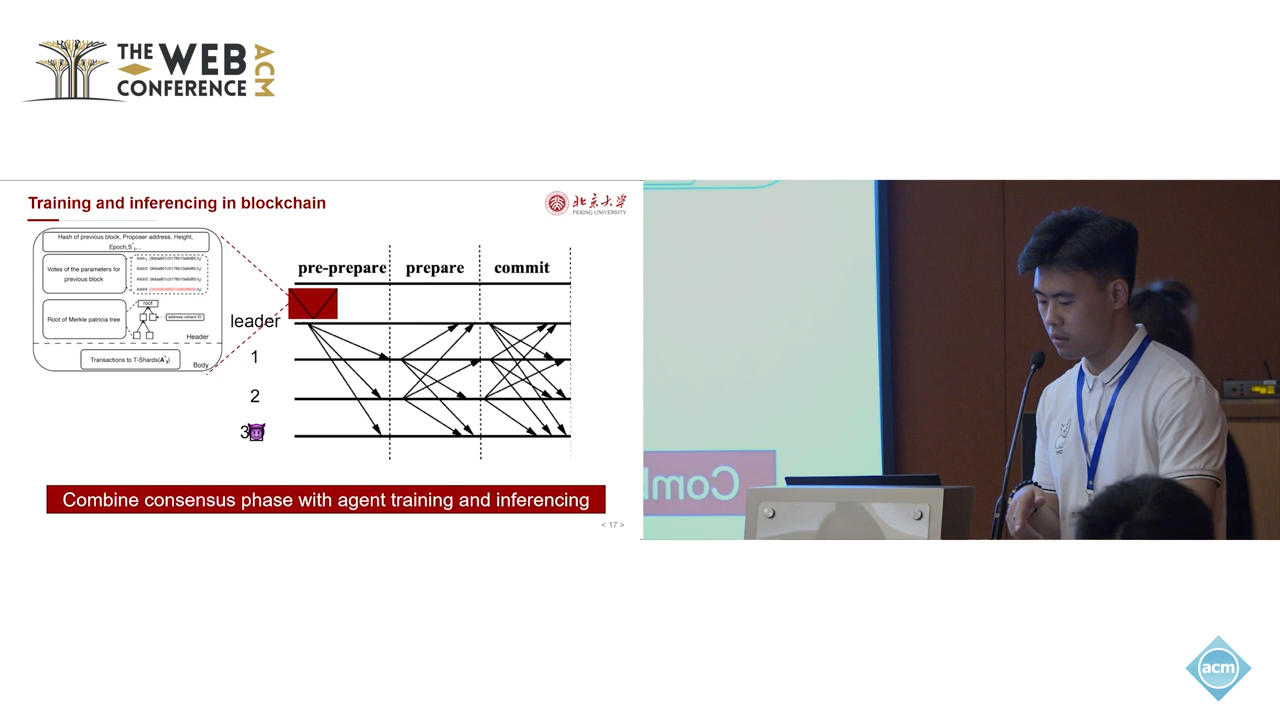 THE WEB
CONFERENCE
ACM
Training and inferencing in blockchain
北京大学
PEKING UNIVERSITY
Hash of previous block, Proposer address, Height,
Votes of the parameters for
previous block
root
Root of Merkle patricia tree
Header
Transactions to T-Shards
Body
pre-prepare
prepare
commit
leader
1
2
3
Combine consensus phase with agent training and inferencing
< 17 >
Com
acm